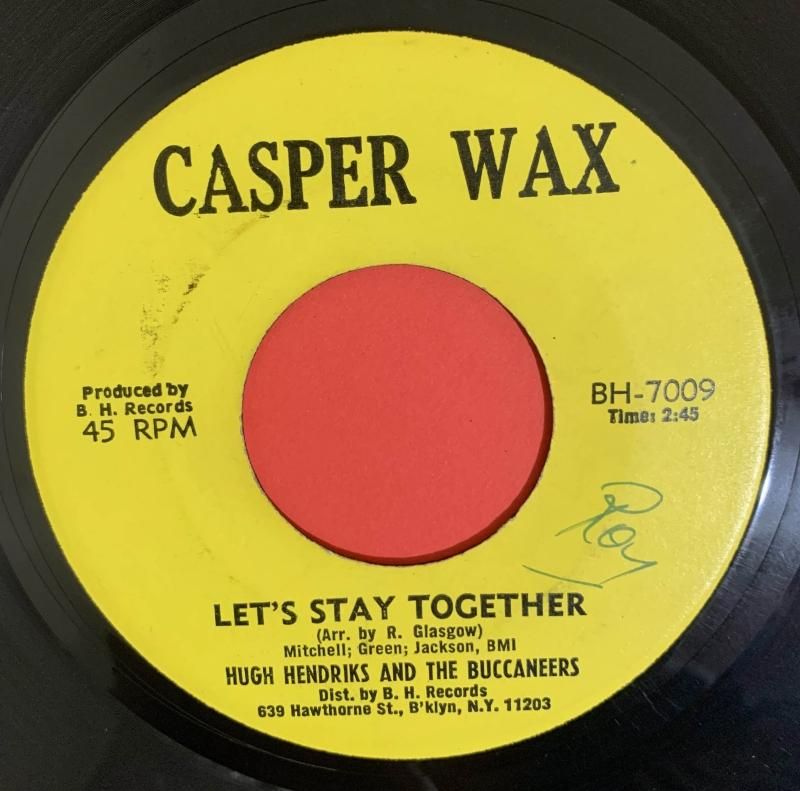 CASPER WAX
Produced by
B. H. Records
45 RPM
BH-7009
Time: 2:45
Roy
LET'S STAY TOGETHER
(Arr. by R. Glasgow)
Mitchell; Green; Jackson, BMI
HUGH HENDRIKS AND THE BUCCANEERS
Dist. by B. H. Records
639 Hawthorne St., B'klyn, N.Y. 11203